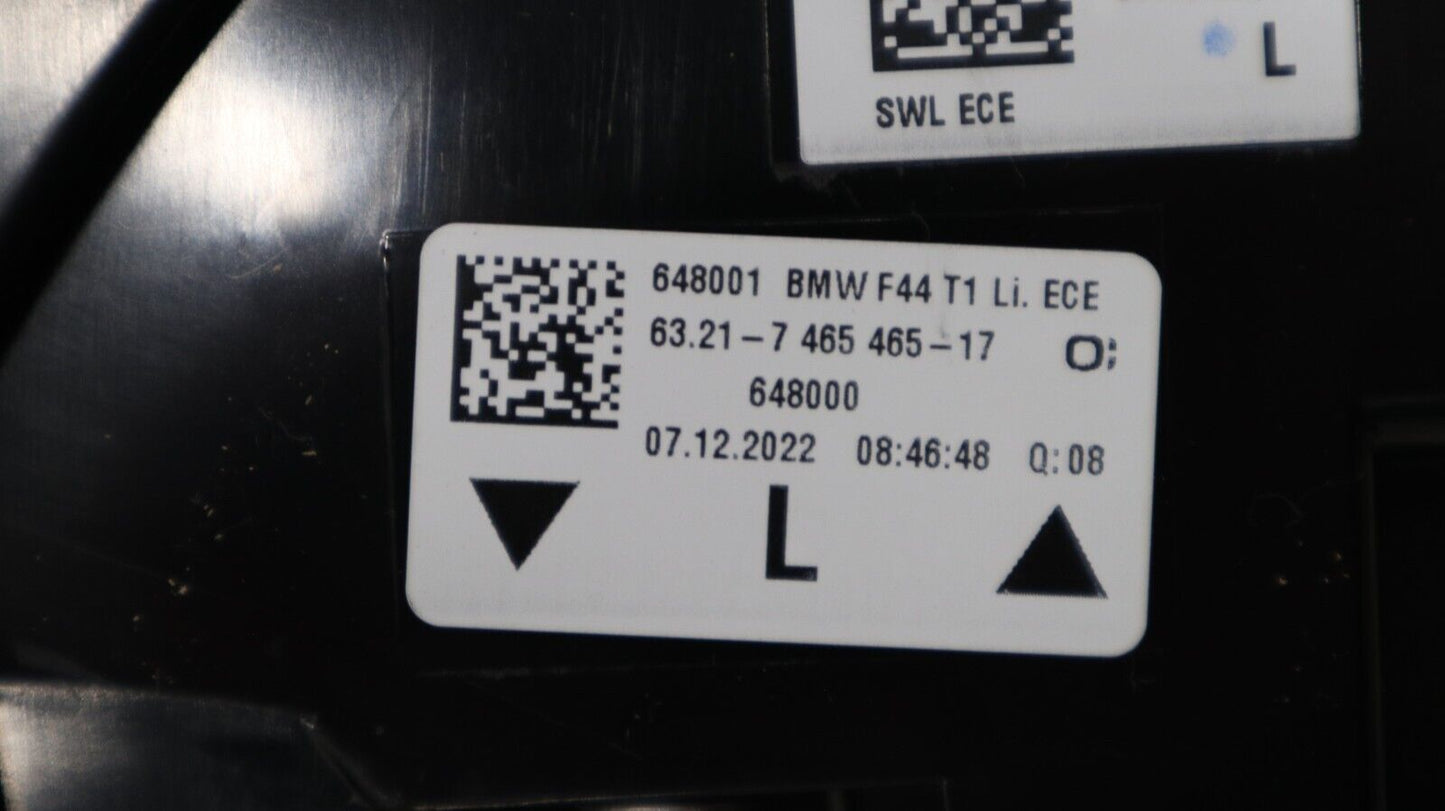 L
SWL ECE
648001 BMW F44 T1 Li. ECE
63.21-7 465 465-17
648000
07.12.2022 08:46:48 Q:08
L